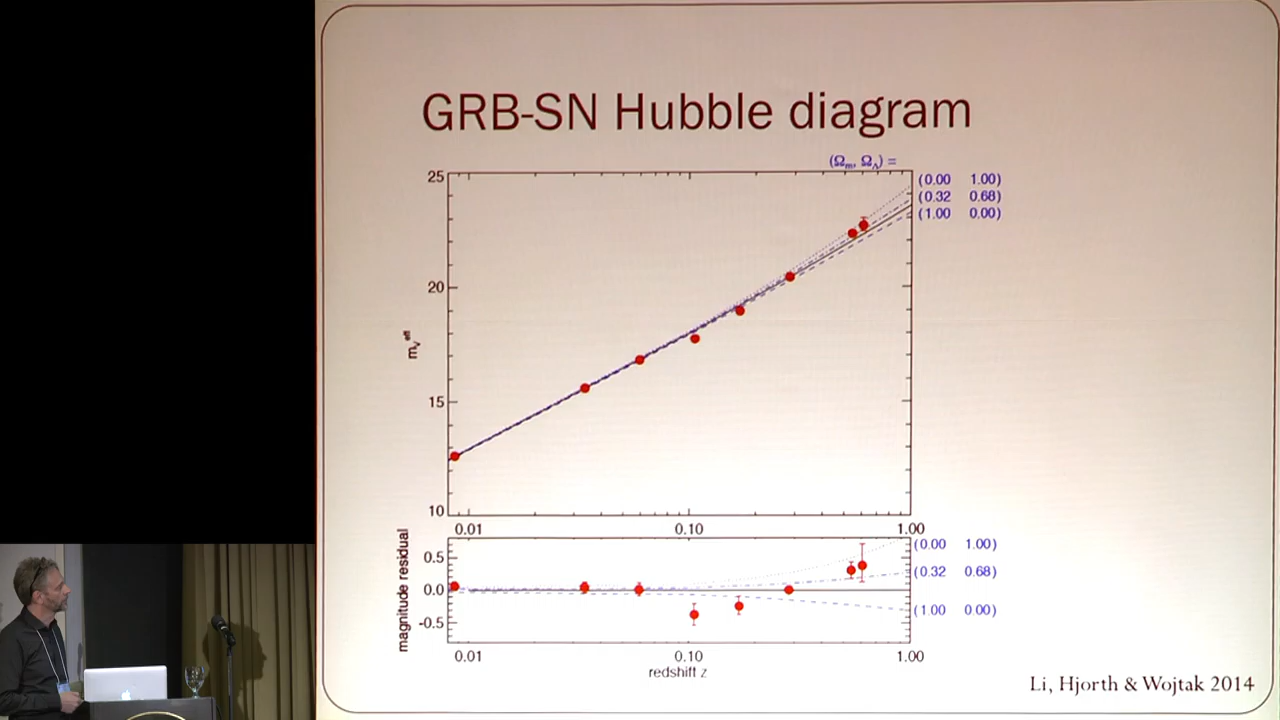 GRB-SN Hubble diagram
(Ωm, ΩΛ) =
(0.00 1.00)
(0.32 0.68)
(1.00 0.00)
25
20
15
10
mVeff
0.01 0.10 1.00
magnitude residual
0.5
0.0
-0.5
(0.00 1.00)
(0.32 0.68)
(1.00 0.00)
0.01 0.10 1.00
redshift z
Li, Hjorth & Wojtak 2014